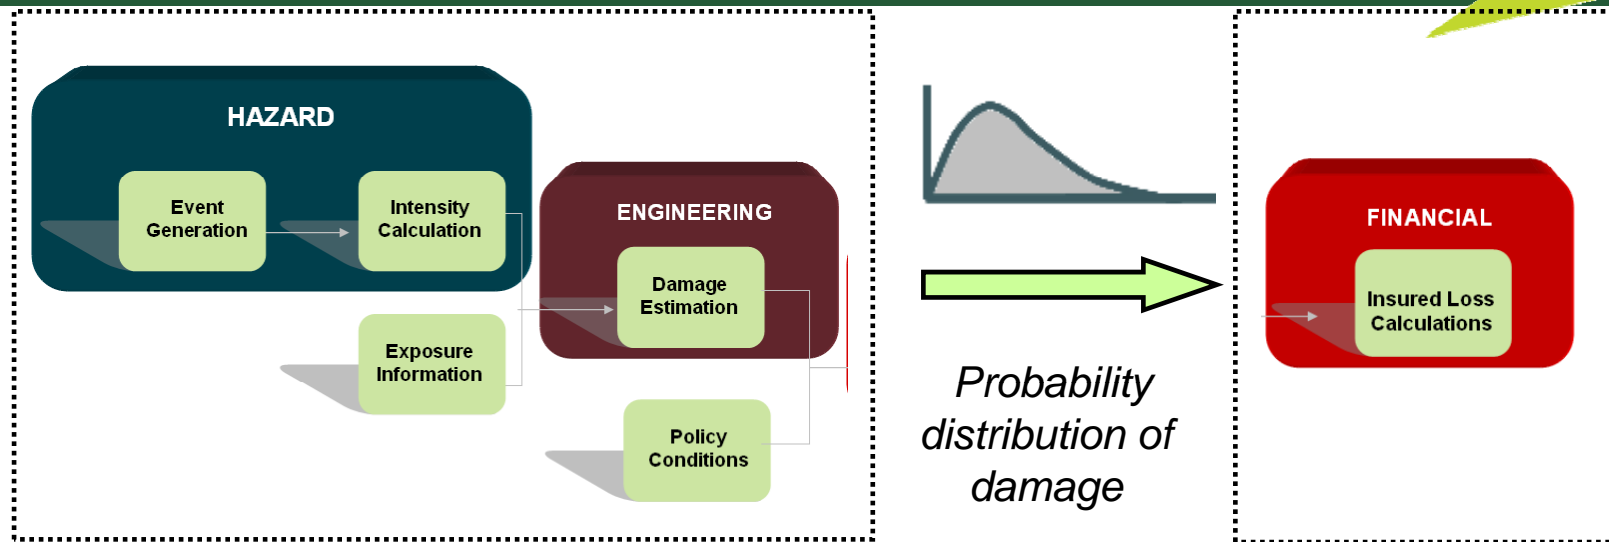 HAZARD
Event
Generation
Intensity
Calculation
Exposure
Information
ENGINEERING
Damage
Estimation
Policy
Conditions
Probability
distribution of
damage
FINANCIAL
Insured Loss
Calculations